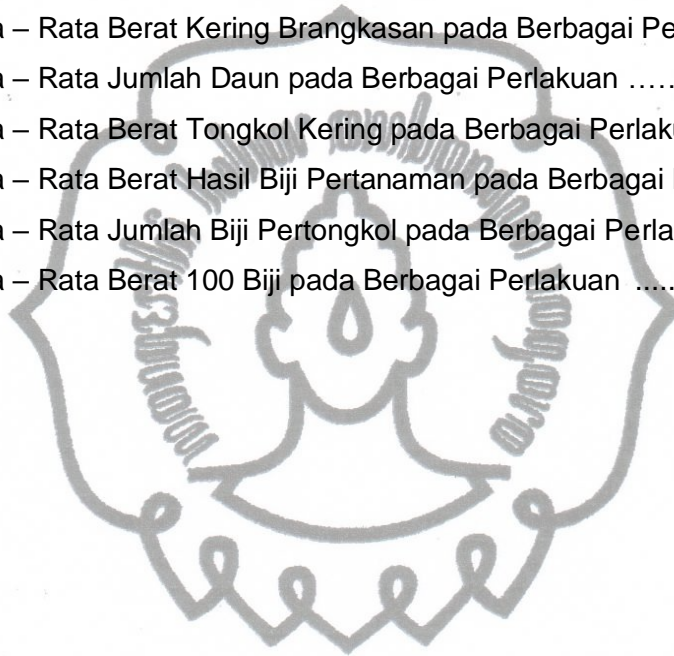 a – Rata Berat Kering Brangkasan pada Berbagai Pe
a – Rata Jumlah Daun pada Berbagai Perlakuan …..
a – Rata Berat Tongkol Kering pada Berbagai Perlaku
a – Rata Berat Hasil Biji Pertanaman pada Berbagai
a – Rata Jumlah Biji Pertongkol pada Berbagai Perla
a – Rata Berat 100 Biji pada Berbagai Perlakuan .....